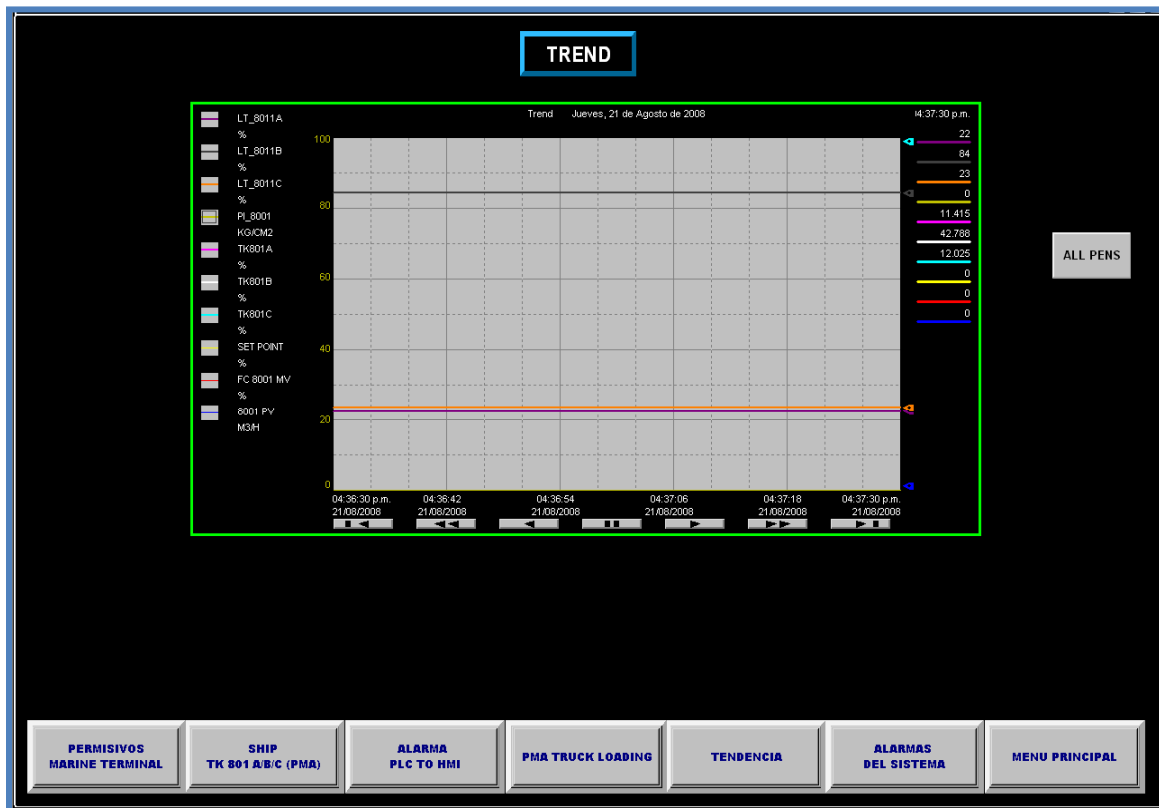 TREND
Trend Jueves, 21 de Agosto de 2008 04:37:30 p.m.
LT_8011A
%
LT_8011B
%
LT_8011C
%
PI_8001
KG/CM2
TK801A
%
TK801B
%
TK801C
%
SET POINT
%
FC 8001 MV
%
8001 PV
M3/H
100
80
60
40
20
0
22
84
23
0
11.415
42.788
12.025
0
0
0
ALL PENS
04:36:30 p.m. 04:36:42 04:36:54 04:37:06 04:37:18 04:37:30 p.m.
21/08/2008 21/08/2008 21/08/2008 21/08/2008 21/08/2008 21/08/2008
PERMISIVOS
MARINE TERMINAL
SHIP
TK 801 A/B/C (PMA)
ALARMA
PLC TO HMI
PMA TRUCK LOADING
TENDENCIA
ALARMAS
DEL SISTEMA
MENU PRINCIPAL